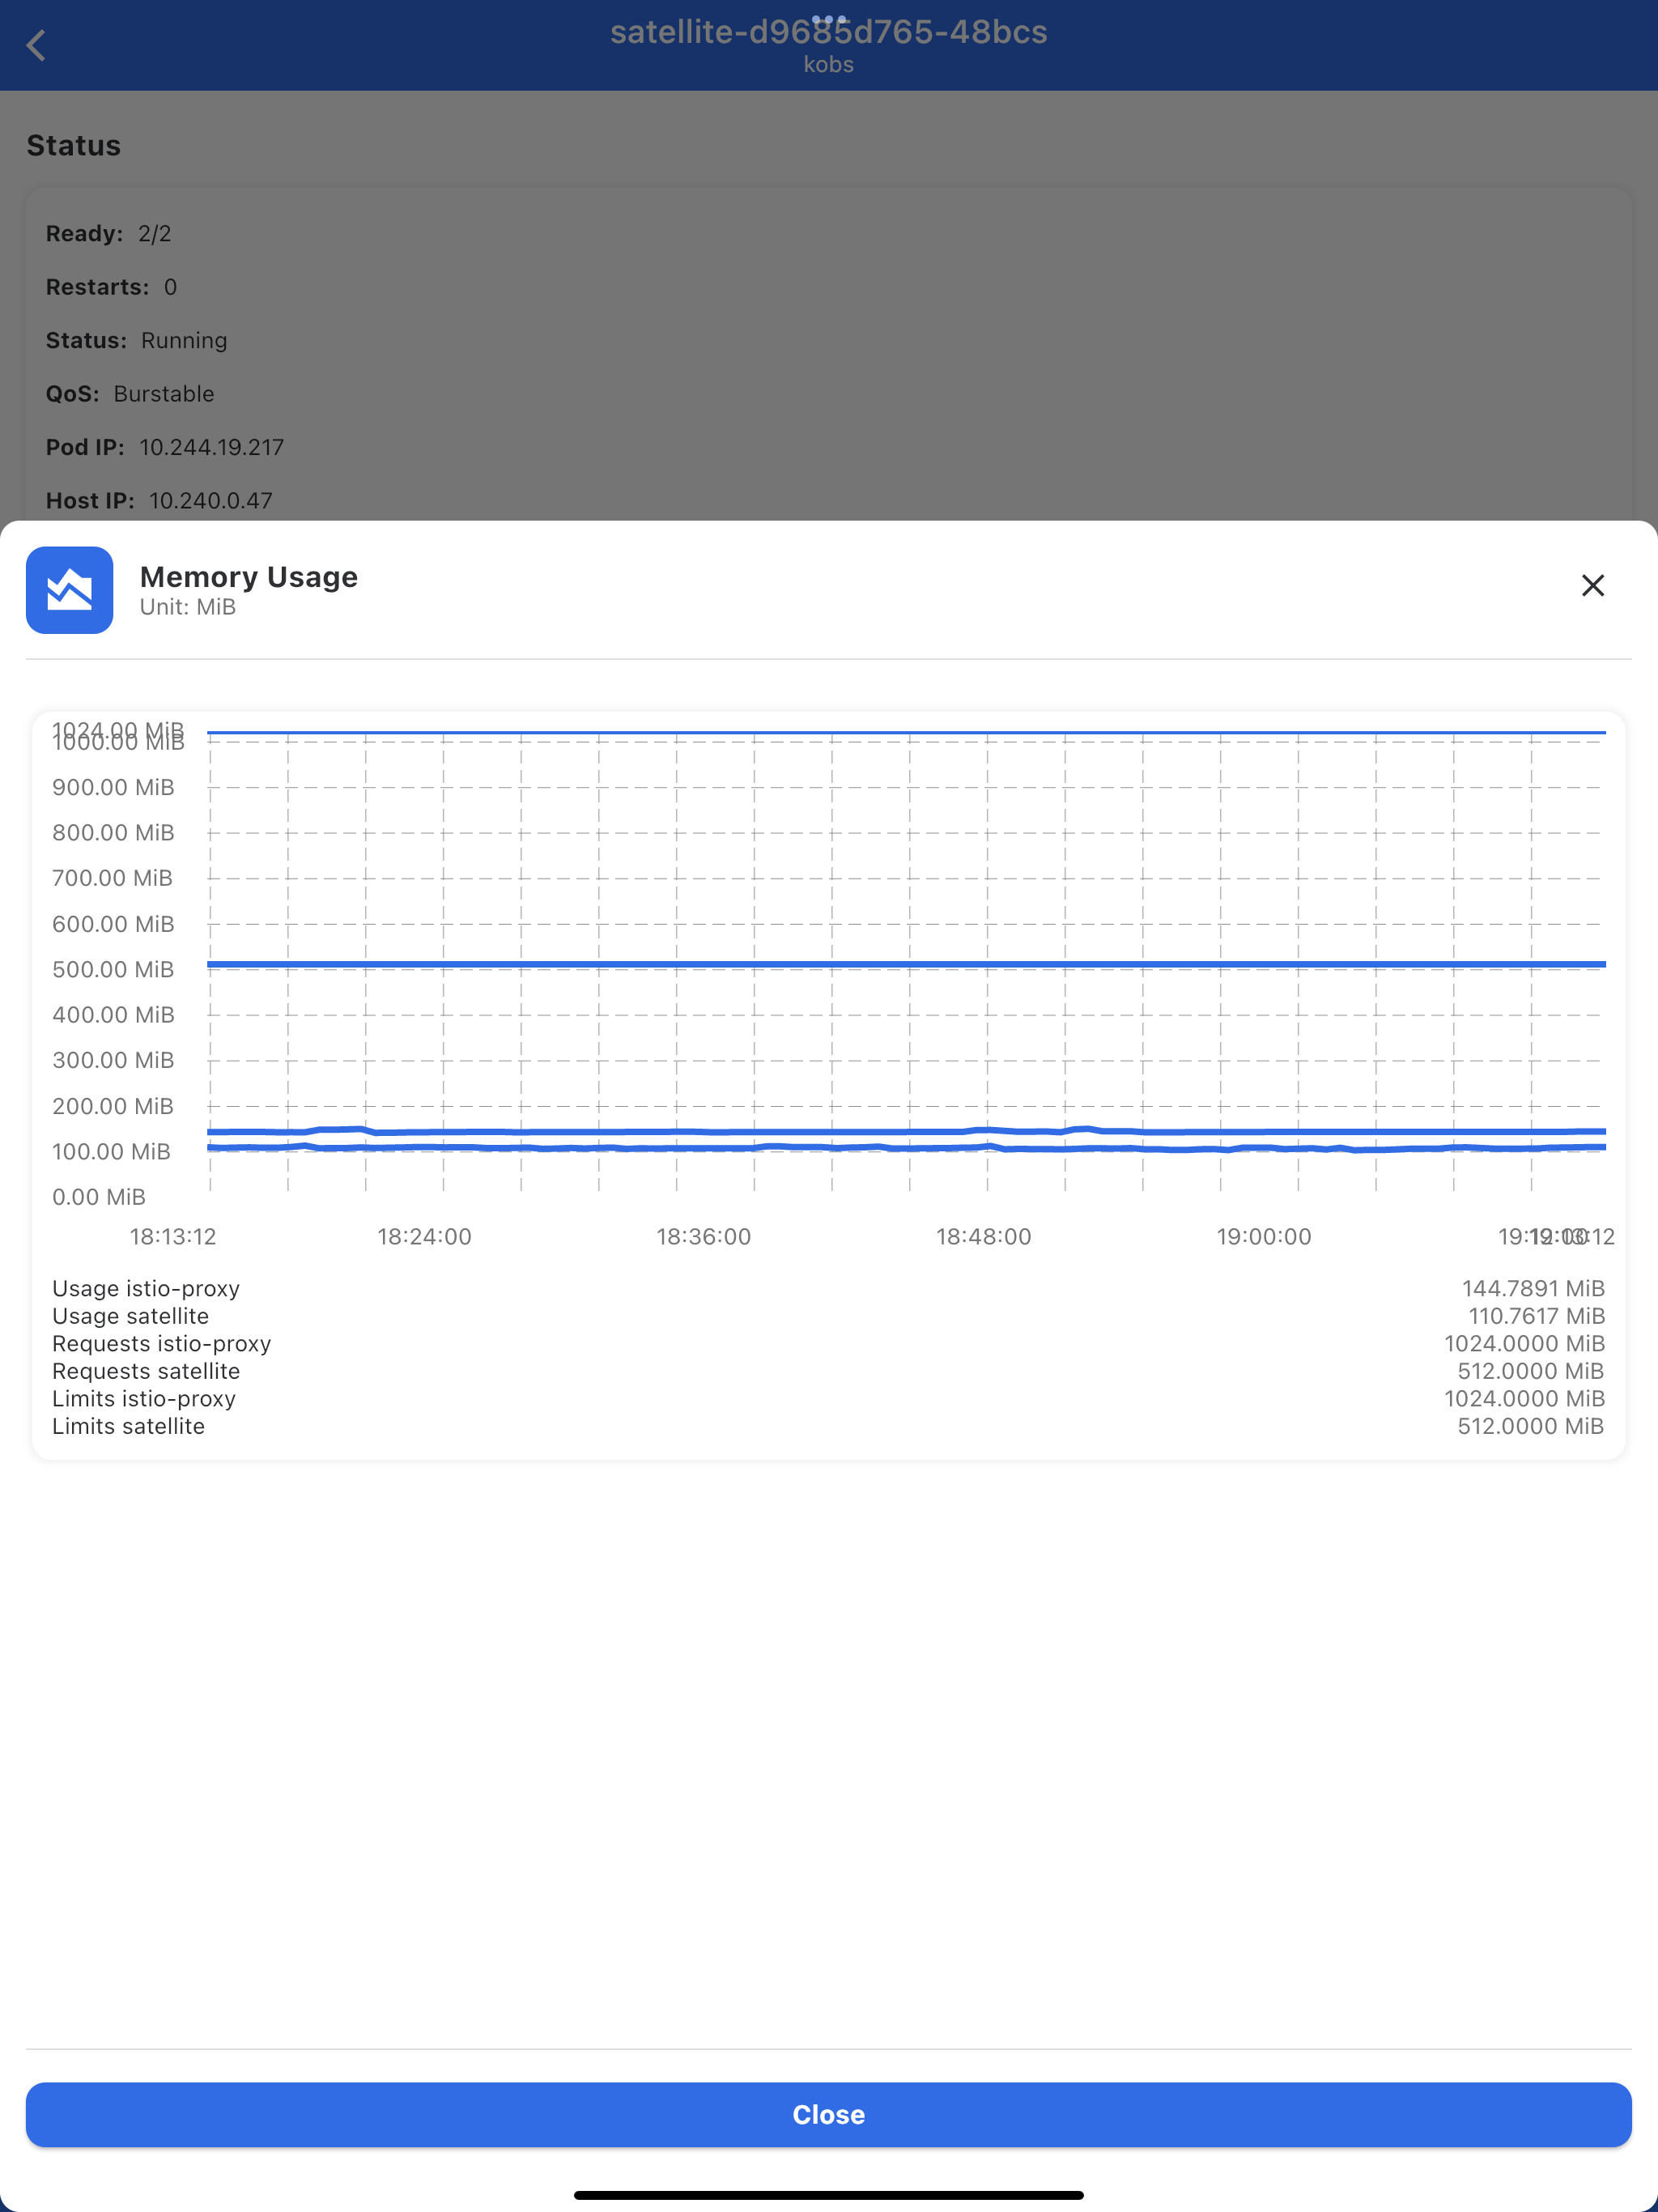 satellite-d9685d765-48bcs
kobs
Status
Ready: 2/2
Restarts: 0
Status: Running
QoS: Burstable
Pod IP: 10.244.19.217
Host IP: 10.240.0.47
Memory Usage
Unit: MiB
1024.00 MiB
1000.00 MiB
900.00 MiB
800.00 MiB
700.00 MiB
600.00 MiB
500.00 MiB
400.00 MiB
300.00 MiB
200.00 MiB
100.00 MiB
0.00 MiB
18:13:12 18:24:00 18:36:00 18:48:00 19:00:00 19:12:00 19:13:12
Usage istio-proxy 144.7891 MiB
Usage satellite 110.7617 MiB
Requests istio-proxy 1024.0000 MiB
Requests satellite 512.0000 MiB
Limits istio-proxy 1024.0000 MiB
Limits satellite 512.0000 MiB
Close